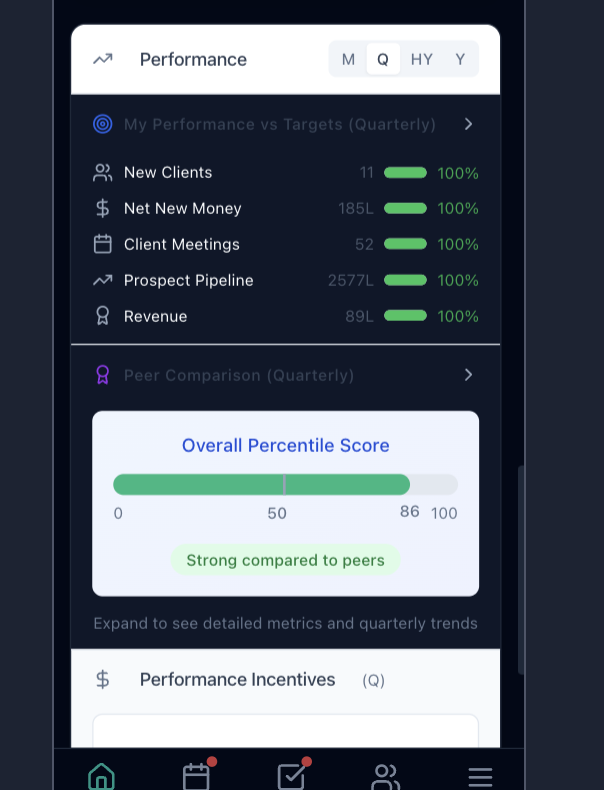 Performance M Q HY Y
My Performance vs Targets (Quarterly)
New Clients 11 100%
Net New Money 185L 100%
Client Meetings 52 100%
Prospect Pipeline 2577L 100%
Revenue 89L 100%
Peer Comparison (Quarterly)
Overall Percentile Score
0 50 86 100
Strong compared to peers
Expand to see detailed metrics and quarterly trends
Performance Incentives (Q)